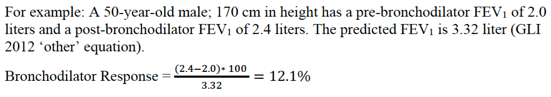 For example: A 50-year-old male; 170 cm in height has a pre-bronchodilator FEV₁ of 2.0
liters and a post-bronchodilator FEV₁ of 2.4 liters. The predicted FEV₁ is 3.32 liter (GLI
2012 ‘other’ equation).
Bronchodilator Response = (2.4−2.0)∗ 100 / 3.32 = 12.1%